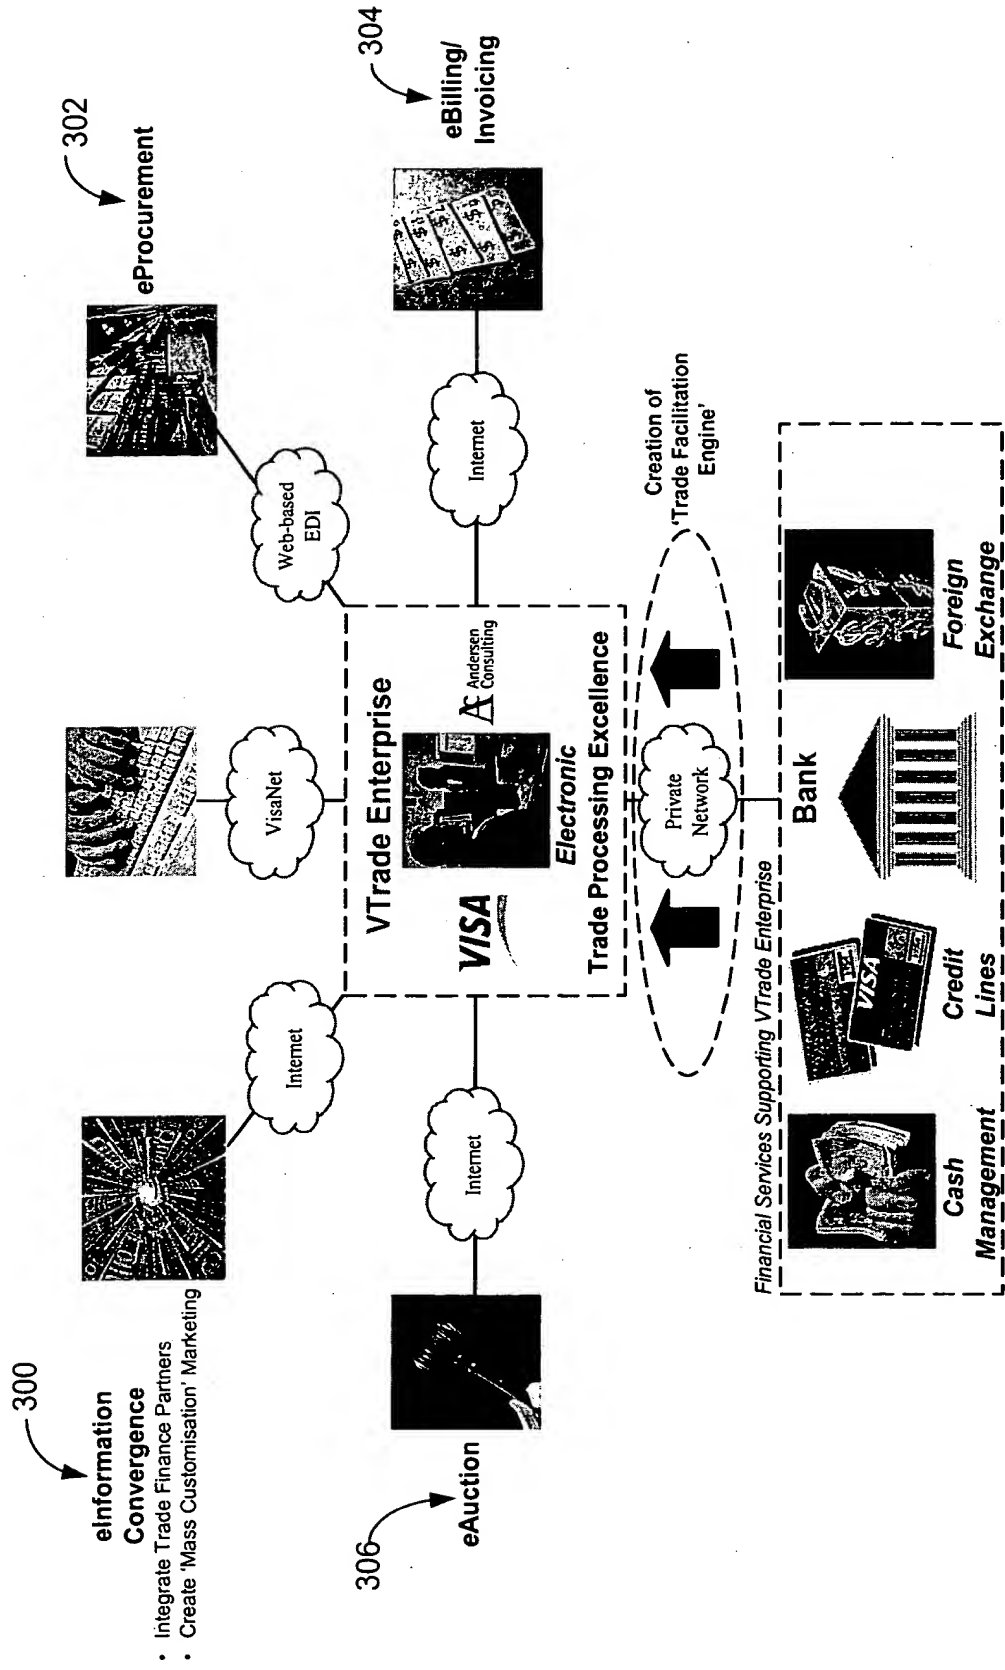 300
eInformation
Convergence
• Integrate Trade Finance Partners
• Create 'Mass Customisation' Marketing
Internet
VisaNet
302
eProcurement
Web-based
EDI
306
eAuction
Internet
VTrade Enterprise
VISA
Andersen
Consulting
Electronic
Trade Processing Excellence
Internet
304
eBilling/
Invoicing
Private
Network
Creation of
'Trade Facilitation
Engine'
Financial Services Supporting VTrade Enterprise
Cash
Management
VISA
Credit
Lines
Bank
Foreign
Exchange